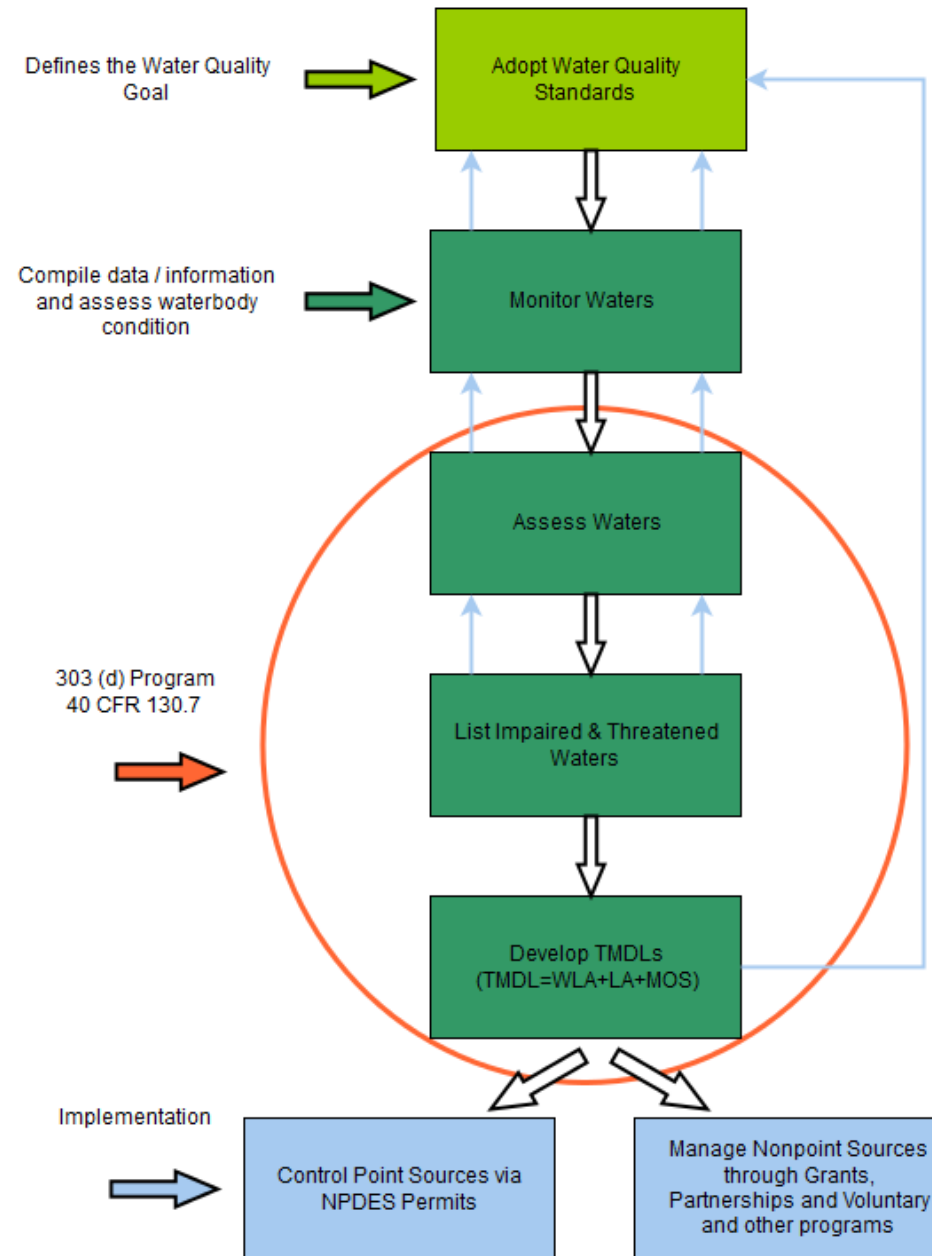 Defines the Water Quality
Goal
Adopt Water Quality
Standards
Compile data / information
and assess waterbody
condition
Monitor Waters
Assess Waters
303 (d) Program
40 CFR 130.7
List Impaired & Threatened
Waters
Develop TMDLs
(TMDL=WLA+LA+MOS)
Implementation
Control Point Sources via
NPDES Permits
Manage Nonpoint Sources
through Grants,
Partnerships and Voluntary
and other programs